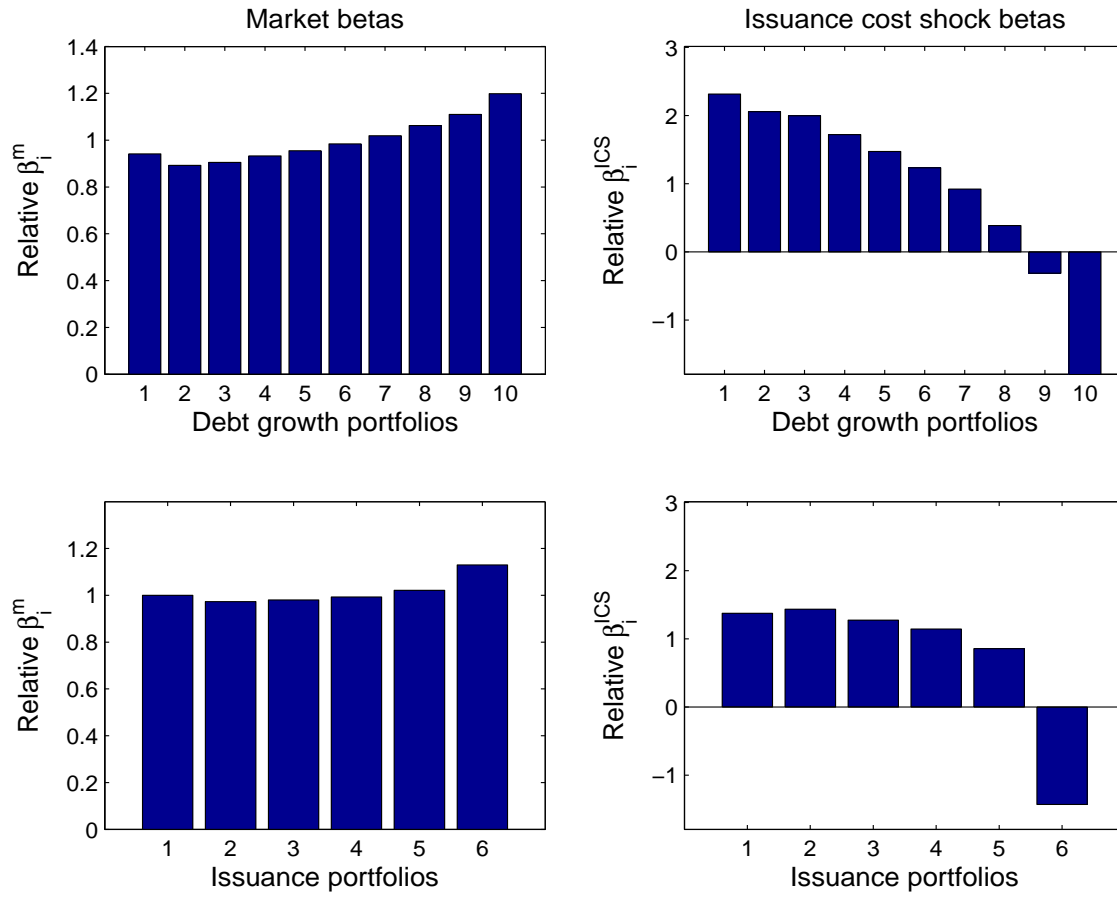 Market betas
1.4
1.2
1
0.8
0.6
0.4
0.2
0
Relative β_i^m
1 2 3 4 5 6 7 8 9 10
Debt growth portfolios
Issuance cost shock betas
3
2
1
0
−1
Relative β_i^ICS
1 2 3 4 5 6 7 8 9 10
Debt growth portfolios
1.2
1
0.8
0.6
0.4
0.2
0
Relative β_i^m
1 2 3 4 5 6
Issuance portfolios
3
2
1
0
−1
Relative β_i^ICS
1 2 3 4 5 6
Issuance portfolios